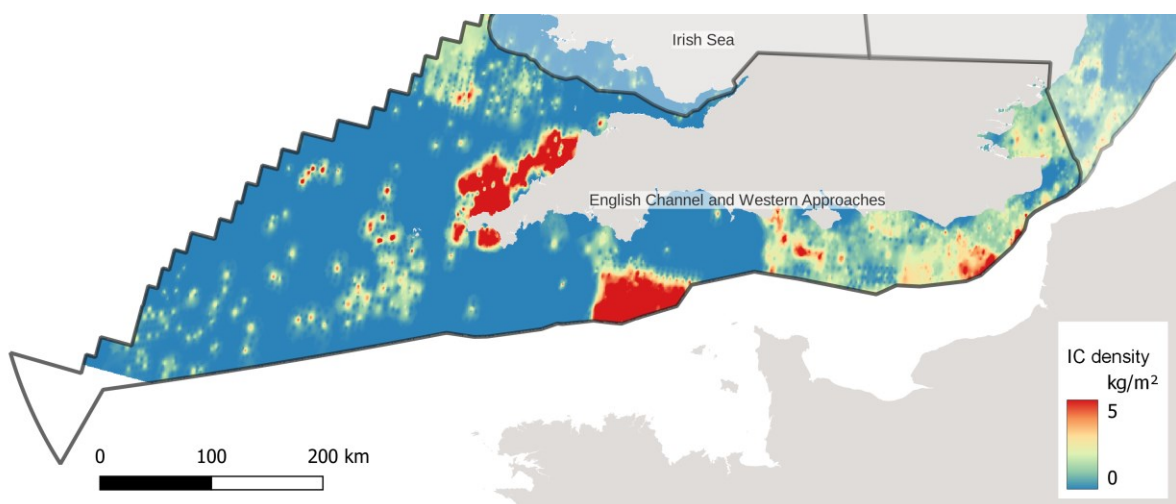 Irish Sea
English Channel and Western Approaches
IC density
kg/m²
5
0
0 100 200 km